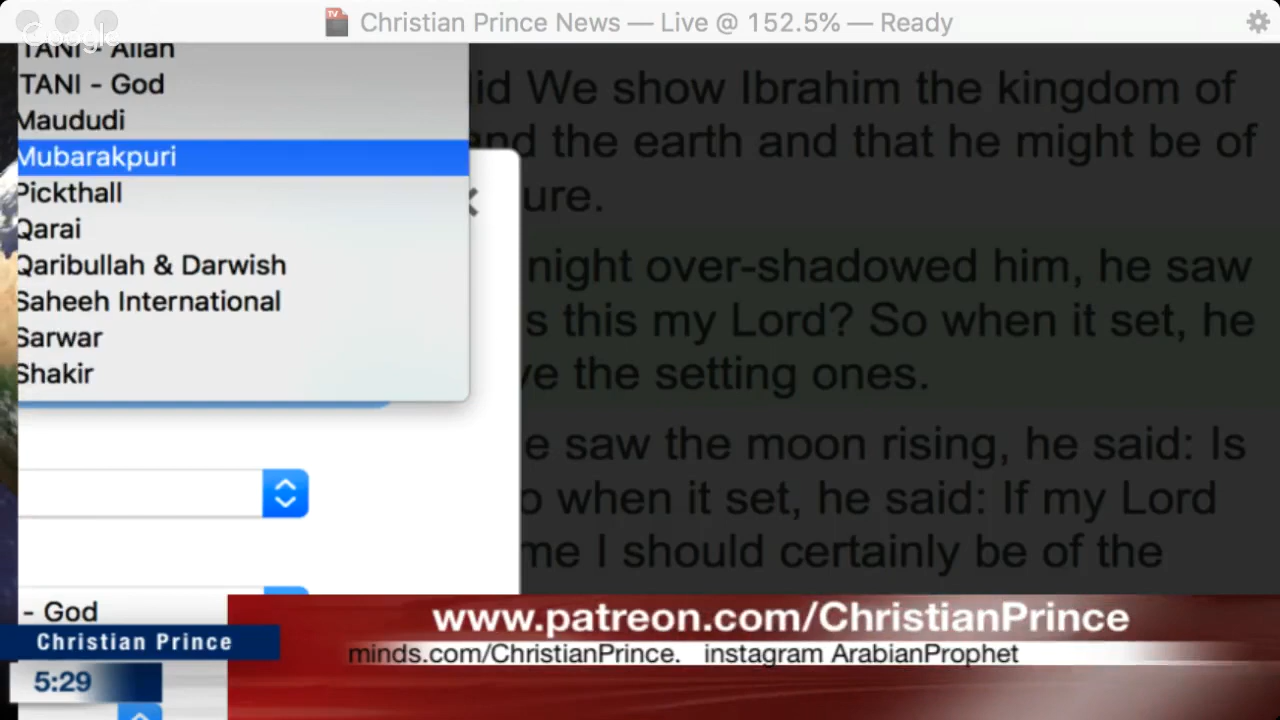 Christian Prince News — Live @ 152.5% — Ready
Google
TANI - Allah
TANI - God
Maududi
Mubarakpuri
Pickthall
Qarai
Qaribullah & Darwish
Saheeh International
Sarwar
Shakir
We show Ibrahim the kingdom of
and the earth and that he might be of
night over-shadowed him, he saw
this my Lord? So when it set, he
the setting ones.
saw the moon rising, he said: Is
when it set, he said: If my Lord
me I should certainly be of the
- God
www.patreon.com/ChristianPrince
Christian Prince
minds.com/ChristianPrince. instagram ArabianProphet
5:29